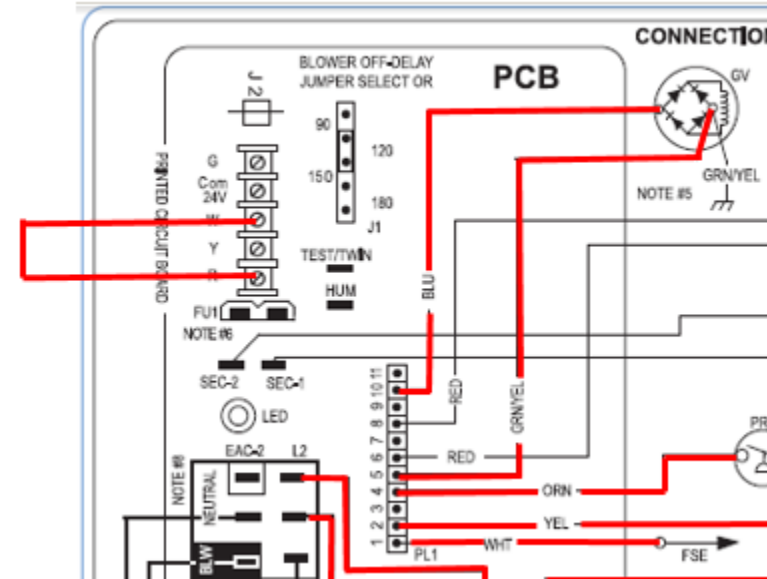 CONNECTION
BLOWER OFF-DELAY
JUMPER SELECT OR
PCB
GV
J2
90
120
150
180
J1
G
Com
24V
W
Y
R
PRINTED CIRCUIT BOARD
GRN/YEL
NOTE #5
TEST/TWIN
HUM
FU1
NOTE #6
BLU
SEC-2
SEC-1
LED
RED
GRN/YEL
11
10
9
8
7
6
5
4
3
2
1
RED
ORN
YEL
WHT
PL1
FSE
PR
EAC-2
L2
NOTE #8
NEUTRAL
BLW